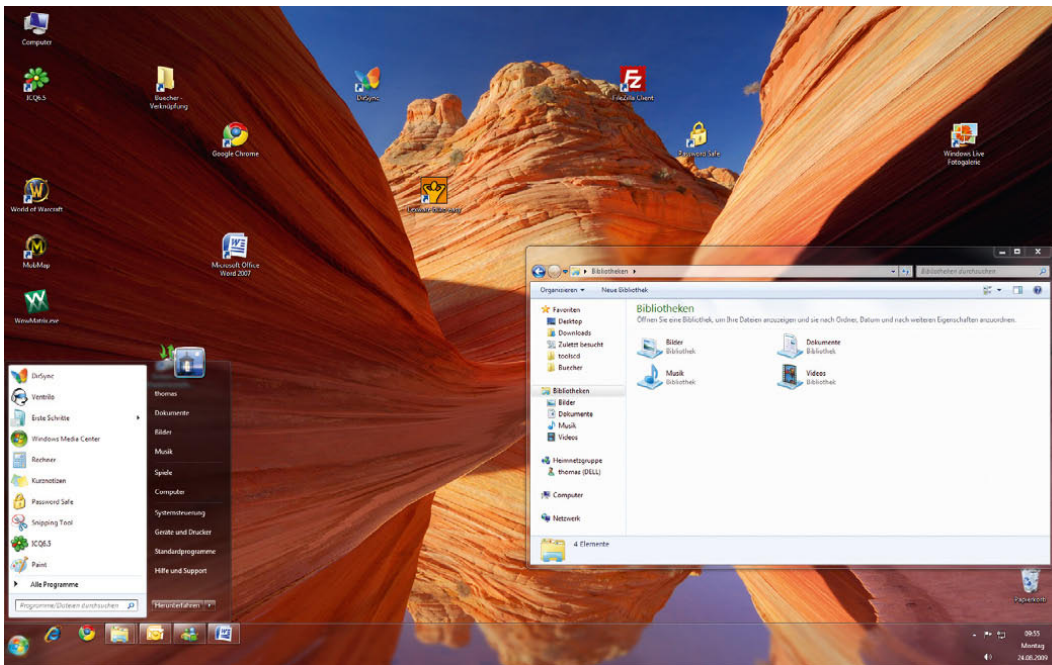 Computer
ICQ6.5
Buecher -
Verknüpfung
DirSync
FileZilla Client
Google Chrome
Password Safe
Windows Live
Fotogalerie
World of Warcraft
MobMap
Microsoft Office
Word 2007
WowMatrix.exe
Bibliotheken
Bibliotheken durchsuchen
Organisieren
Neue Bibliothek
Favoriten
Desktop
Downloads
Zuletzt besucht
toolscd
Buecher
Bibliotheken
Bilder
Dokumente
Musik
Videos
Heimnetzgruppe
thomas (DELL)
Computer
Netzwerk
Bibliotheken
Öffnen Sie eine Bibliothek, um Ihre Dateien anzuzeigen und sie nach Ordner, Datum und nach weiteren Eigenschaften anzuordnen.
Bilder
Bibliothek
Dokumente
Bibliothek
Musik
Bibliothek
Videos
Bibliothek
4 Elemente
DirSync
Ventrilo
Erste Schritte
Windows Media Center
Rechner
Kurznotizen
Password Safe
Snipping Tool
ICQ6.5
Paint
Alle Programme
Programme/Dateien durchsuchen
thomas
Dokumente
Bilder
Musik
Spiele
Computer
Systemsteuerung
Geräte und Drucker
Standardprogramme
Hilfe und Support
Herunterfahren
Papierkorb
09:55
Montag
24.08.2009